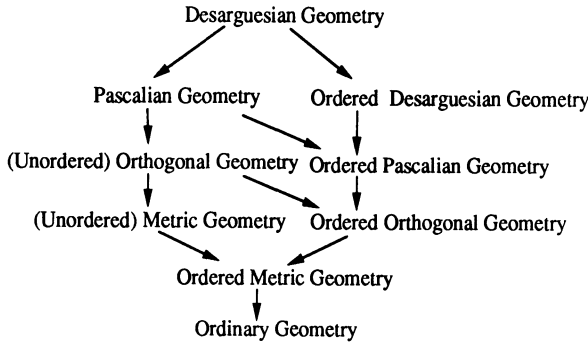 Desarguesian Geometry
Pascalian Geometry
Ordered Desarguesian Geometry
(Unordered) Orthogonal Geometry
Ordered Pascalian Geometry
(Unordered) Metric Geometry
Ordered Orthogonal Geometry
Ordered Metric Geometry
Ordinary Geometry